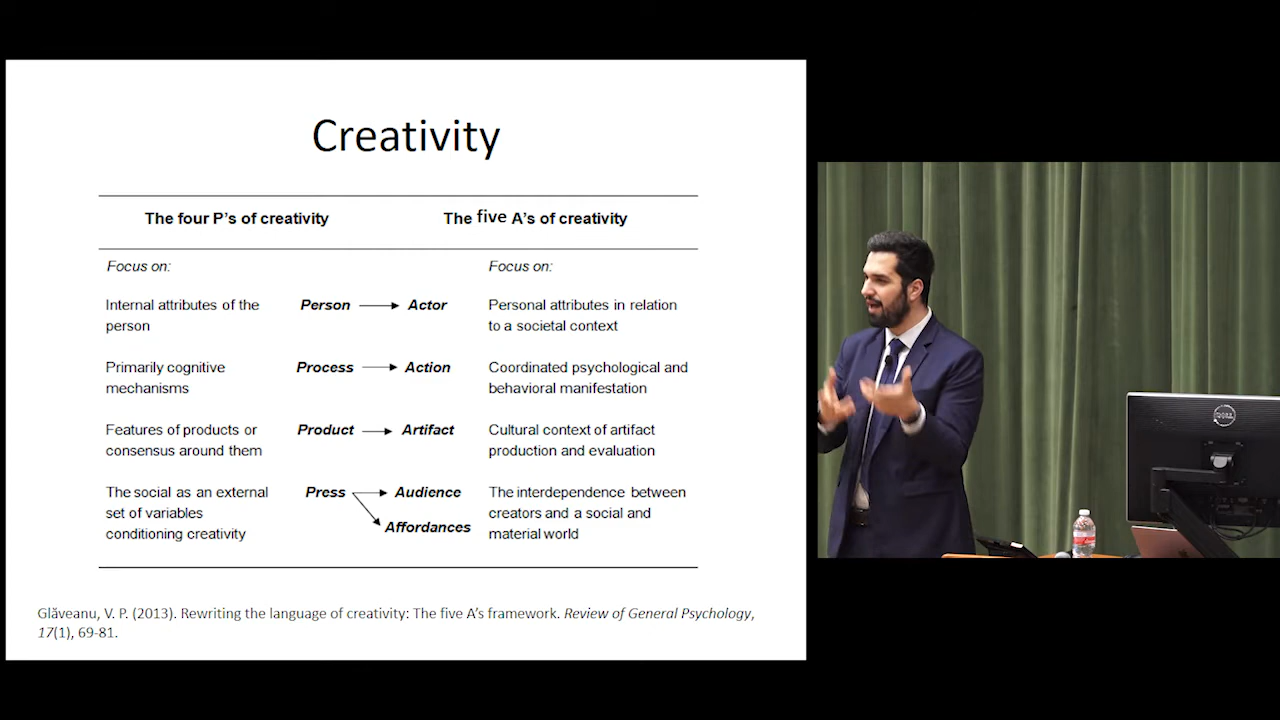 Creativity
The four P's of creativity
The five A's of creativity
Focus on:
Focus on:
Internal attributes of the
person
Person
Actor
Personal attributes in relation
to a societal context
Primarily cognitive
mechanisms
Process
Action
Coordinated psychological and
behavioral manifestation
Features of products or
consensus around them
Product
Artifact
Cultural context of artifact
production and evaluation
The social as an external
set of variables
conditioning creativity
Press
Audience
Affordances
The interdependence between
creators and a social and
material world
Glăveanu, V. P. (2013). Rewriting the language of creativity: The five A's framework. Review of General Psychology,
17(1), 69-81.
DELL